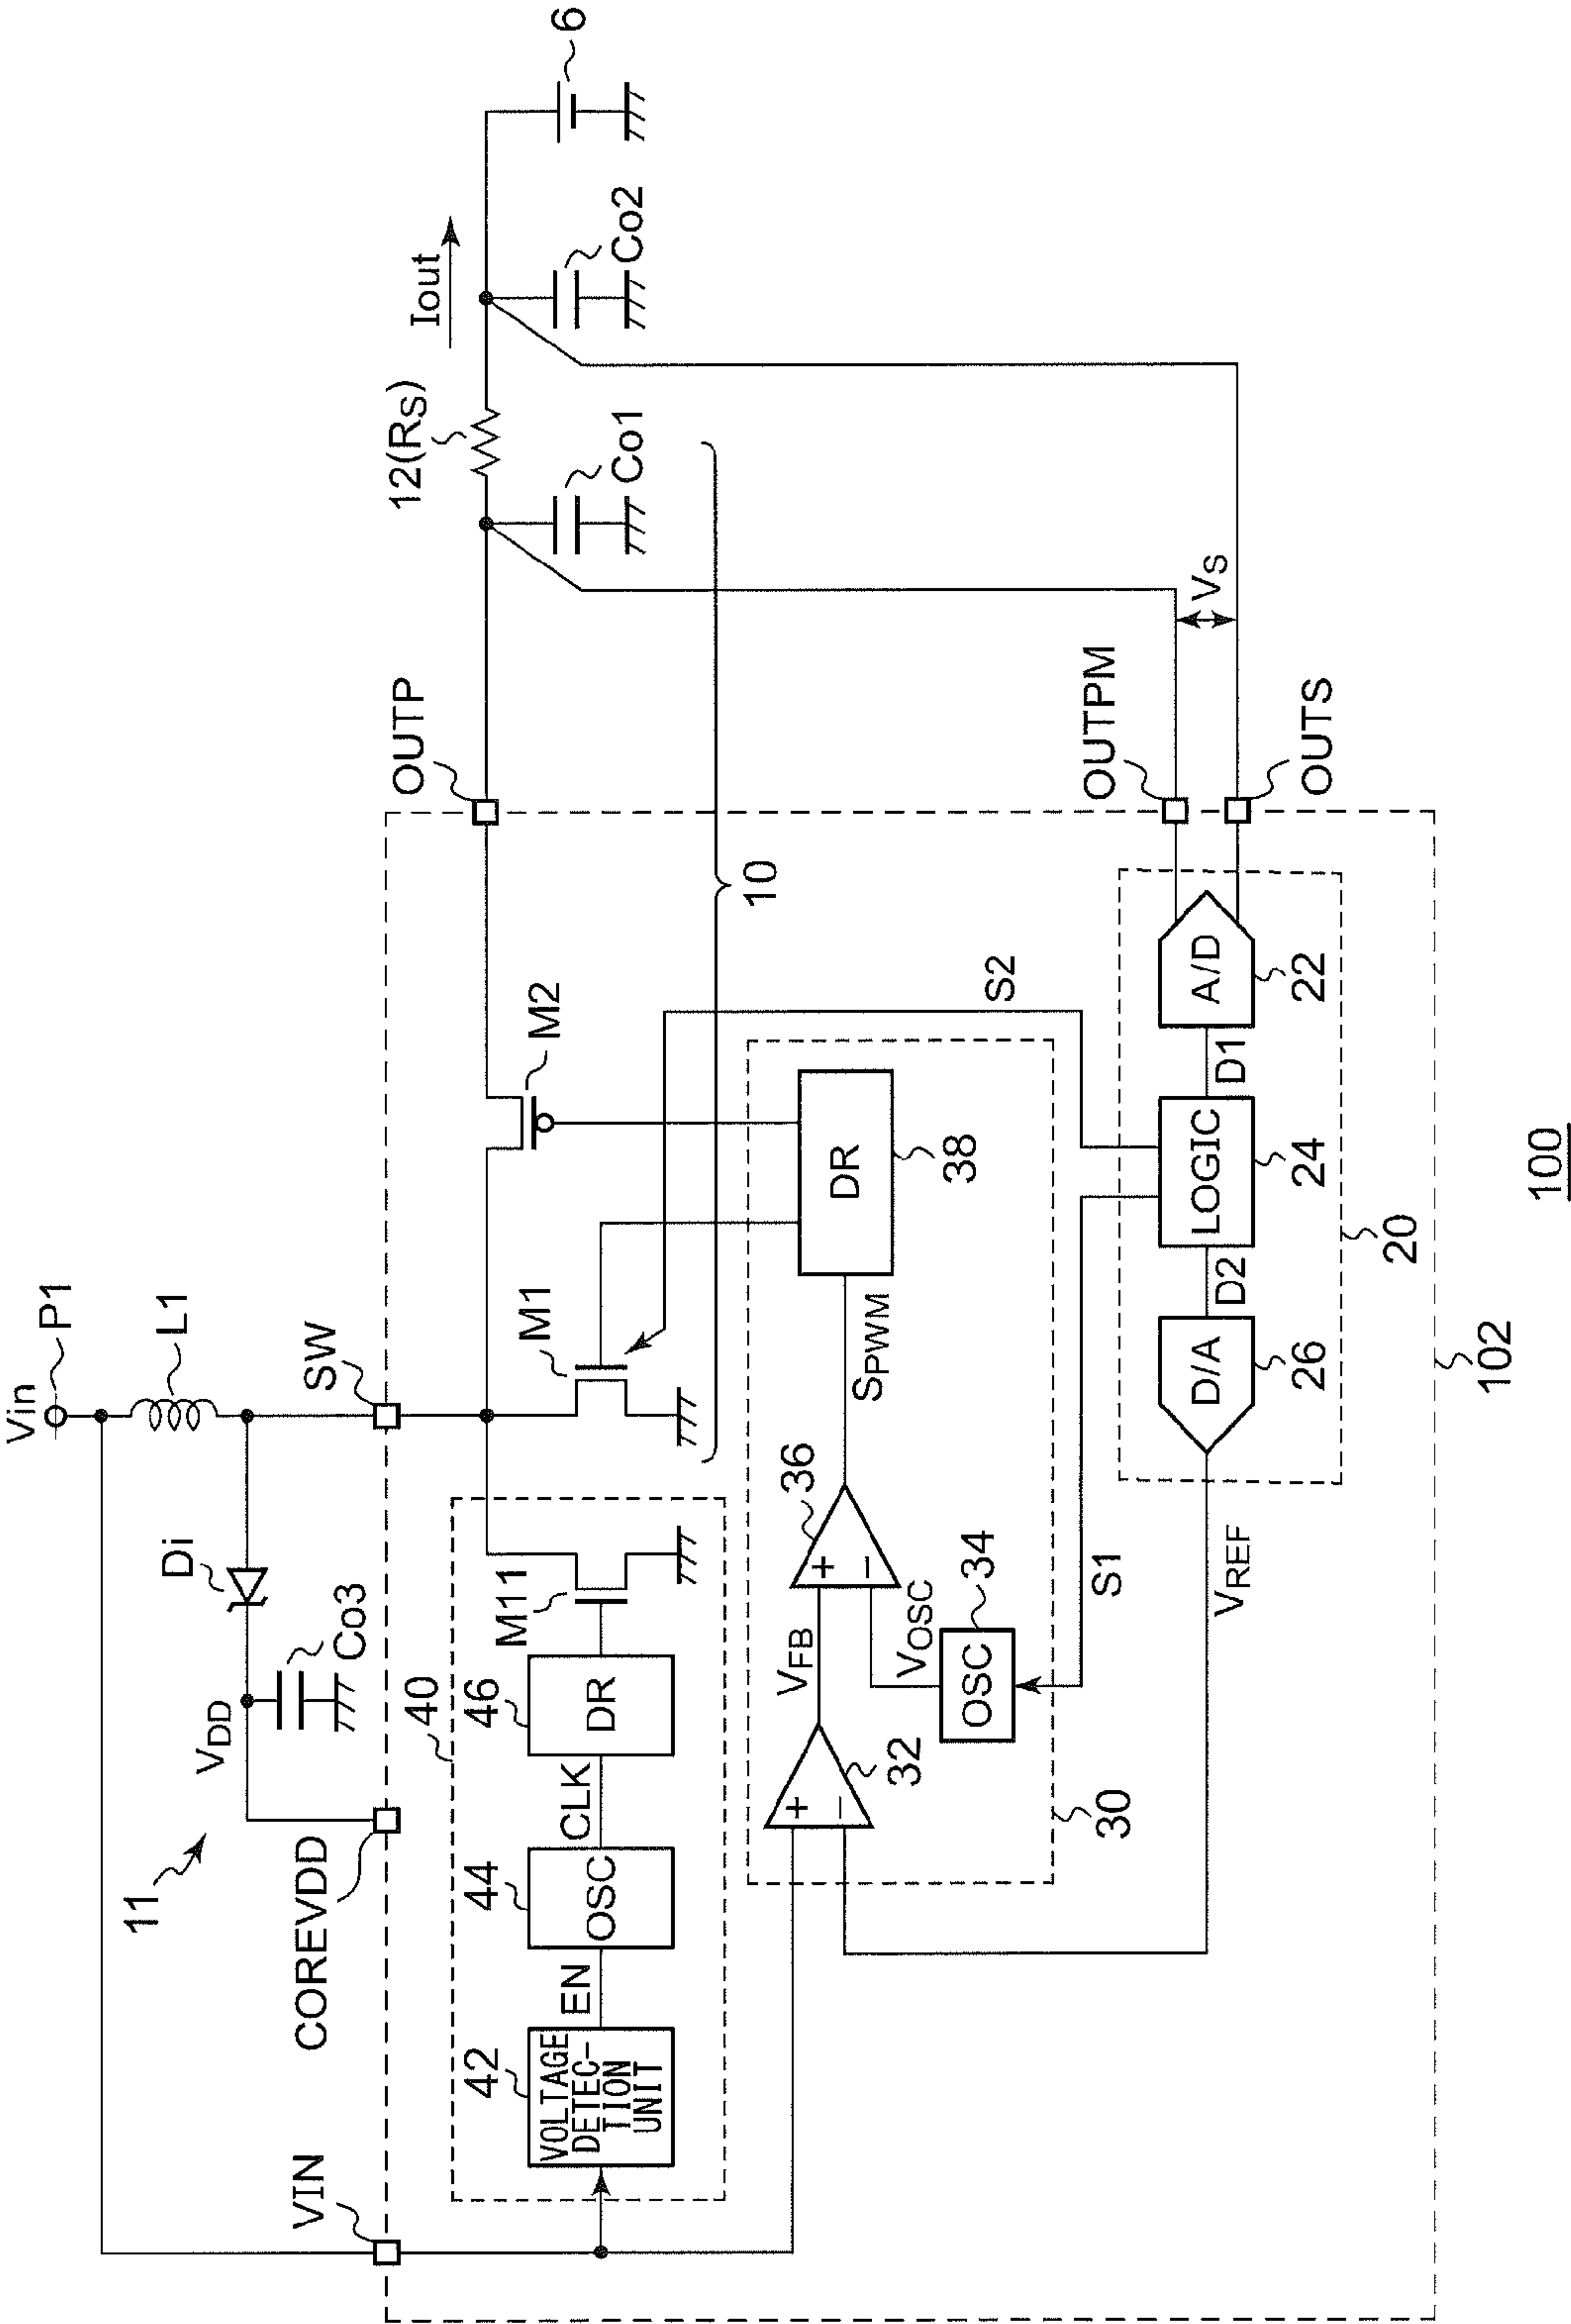 Vin
P1
L1
SW
Di
Co3
VDD
11
COREVDD
VIN
OUTP
12(RS)
Iout
Co1
Co2
6
M2
M1
M11
10
40
42
VOLTAGE
DETEC-
TION
UNIT
EN
44
OSC
CLK
46
DR
36
+
−
SPWM
DR
38
S2
VFB
VOSC
34
OSC
32
+
−
30
S1
VREF
OUTPM
OUTS
VS
D/A
26
D2
LOGIC
24
D1
A/D
22
20
102
100